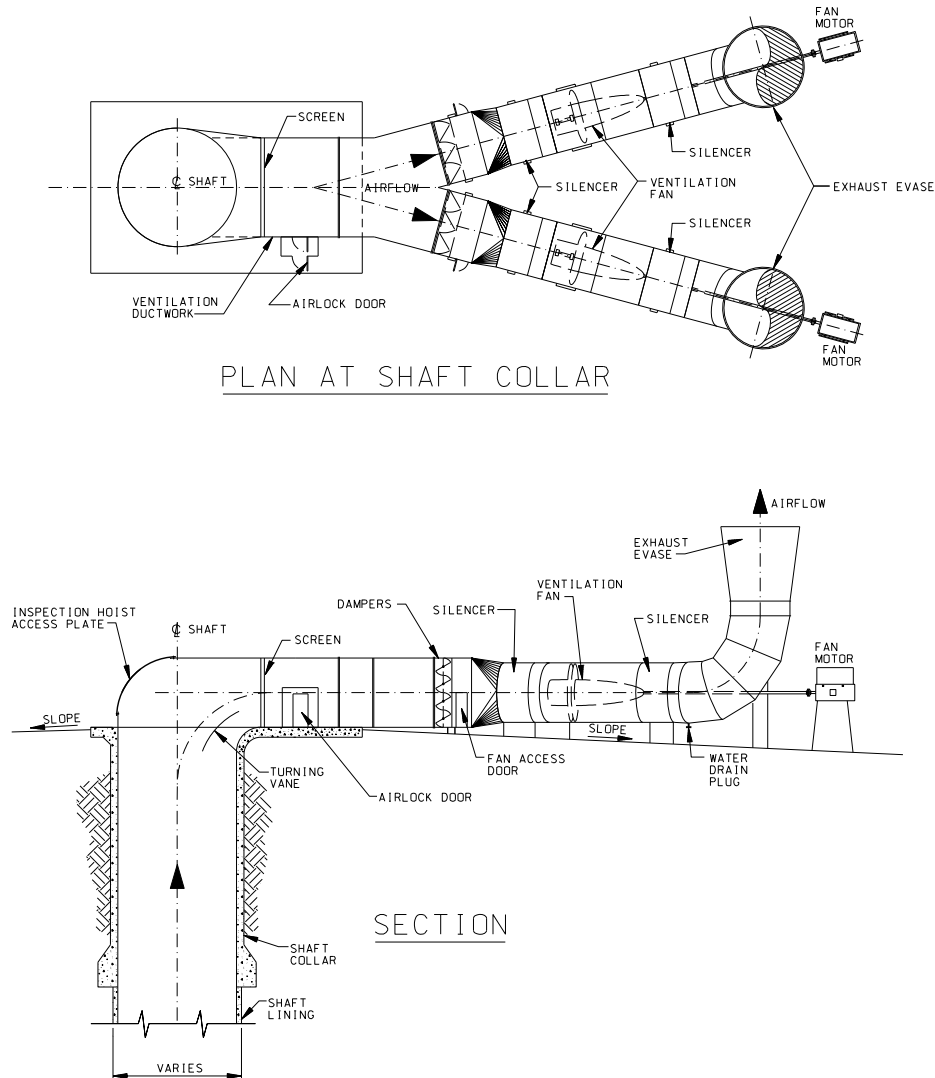 FAN
MOTOR
SCREEN
℄ SHAFT
AIRFLOW
SILENCER
VENTILATION
FAN
SILENCER
EXHAUST EVASE
SILENCER
VENTILATION
DUCTWORK
AIRLOCK DOOR
FAN
MOTOR
PLAN AT SHAFT COLLAR
AIRFLOW
EXHAUST
EVASE
VENTILATION
FAN
DAMPERS
SILENCER
SILENCER
INSPECTION HOIST
ACCESS PLATE
℄ SHAFT
SCREEN
FAN
MOTOR
SLOPE
SLOPE
TURNING
VANE
FAN ACCESS
DOOR
WATER
DRAIN
PLUG
AIRLOCK DOOR
SECTION
SHAFT
COLLAR
SHAFT
LINING
VARIES